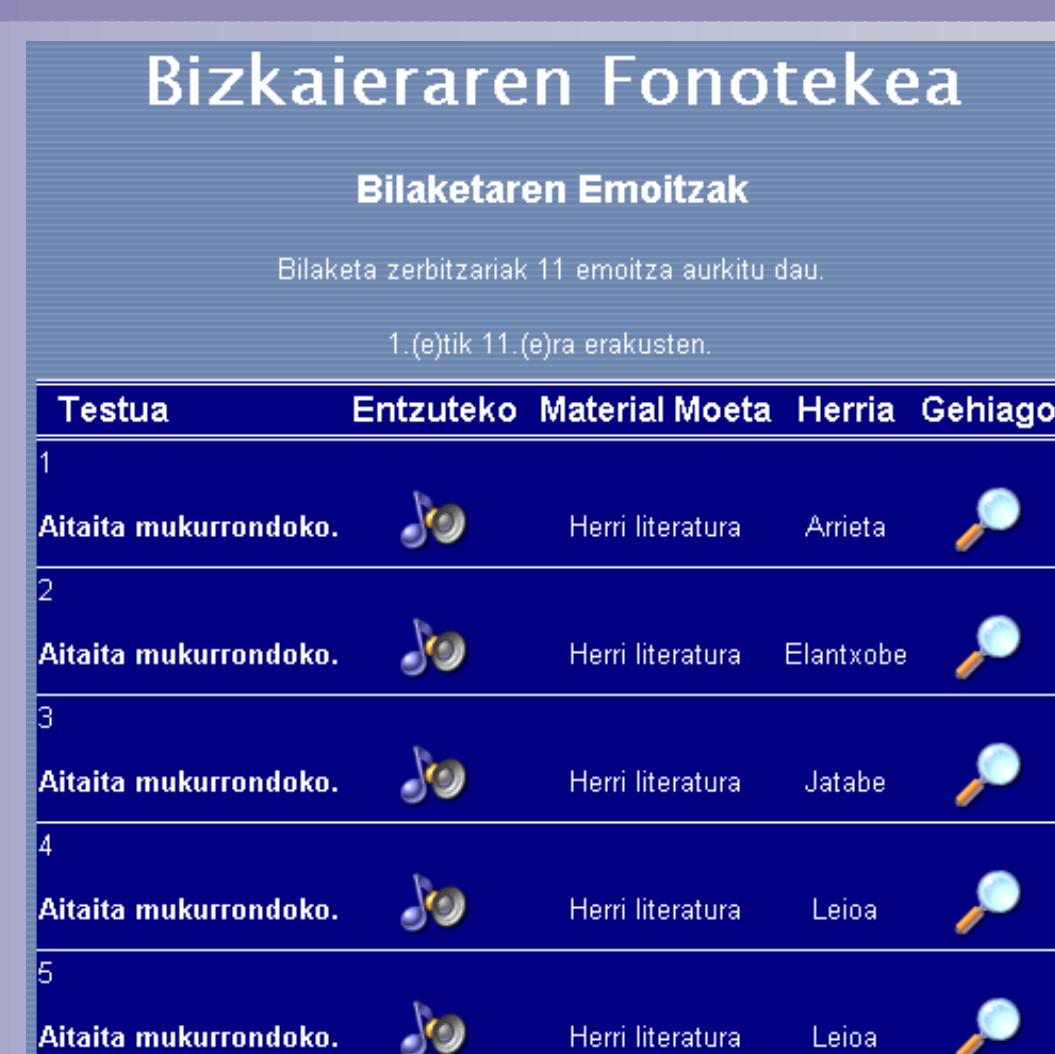 Bizkaieraren Fonotekea
Bilaketaren Emoitzak
Bilaketa zerbitzariak 11 emoitza aurkitu dau.
1.(e)tik 11.(e)ra erakusten.
Testua Entzuteko Material Moeta Herria Gehiago
1
Aitaita mukurrondoko. Herri literatura Arrieta
2
Aitaita mukurrondoko. Herri literatura Elantxobe
3
Aitaita mukurrondoko. Herri literatura Jatabe
4
Aitaita mukurrondoko. Herri literatura Leioa
5
Aitaita mukurrondoko. Herri literatura Leioa